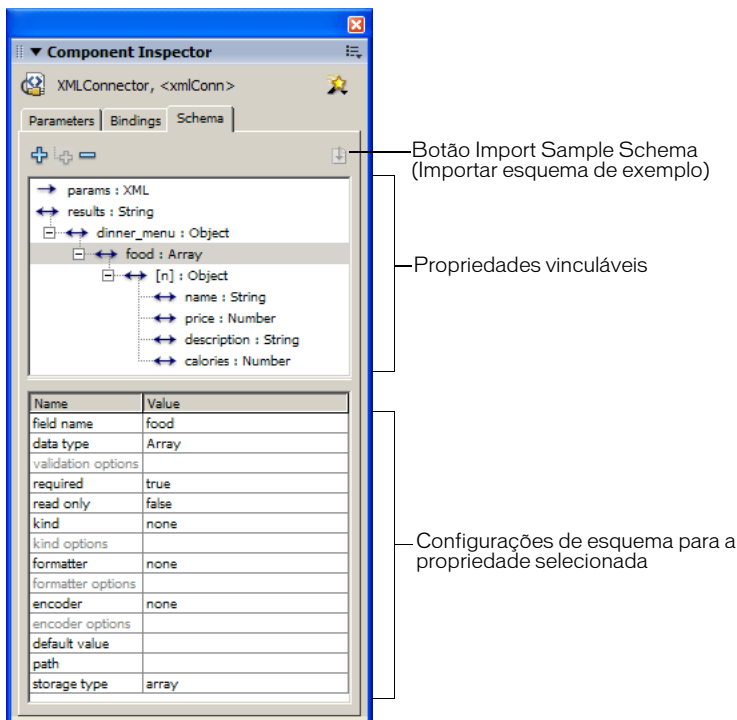 Component Inspector
XMLConnector, <xmlConn>
Parameters Bindings Schema
Botão Import Sample Schema
(Importar esquema de exemplo)
params : XML
results : String
dinner_menu : Object
food : Array
[n] : Object
name : String
price : Number
description : String
calories : Number
Propriedades vinculáveis
Name Value
field name food
data type Array
validation options
required true
read only false
kind none
kind options
formatter none
formatter options
encoder none
encoder options
default value
path
storage type array
Configurações de esquema para a
propriedade selecionada